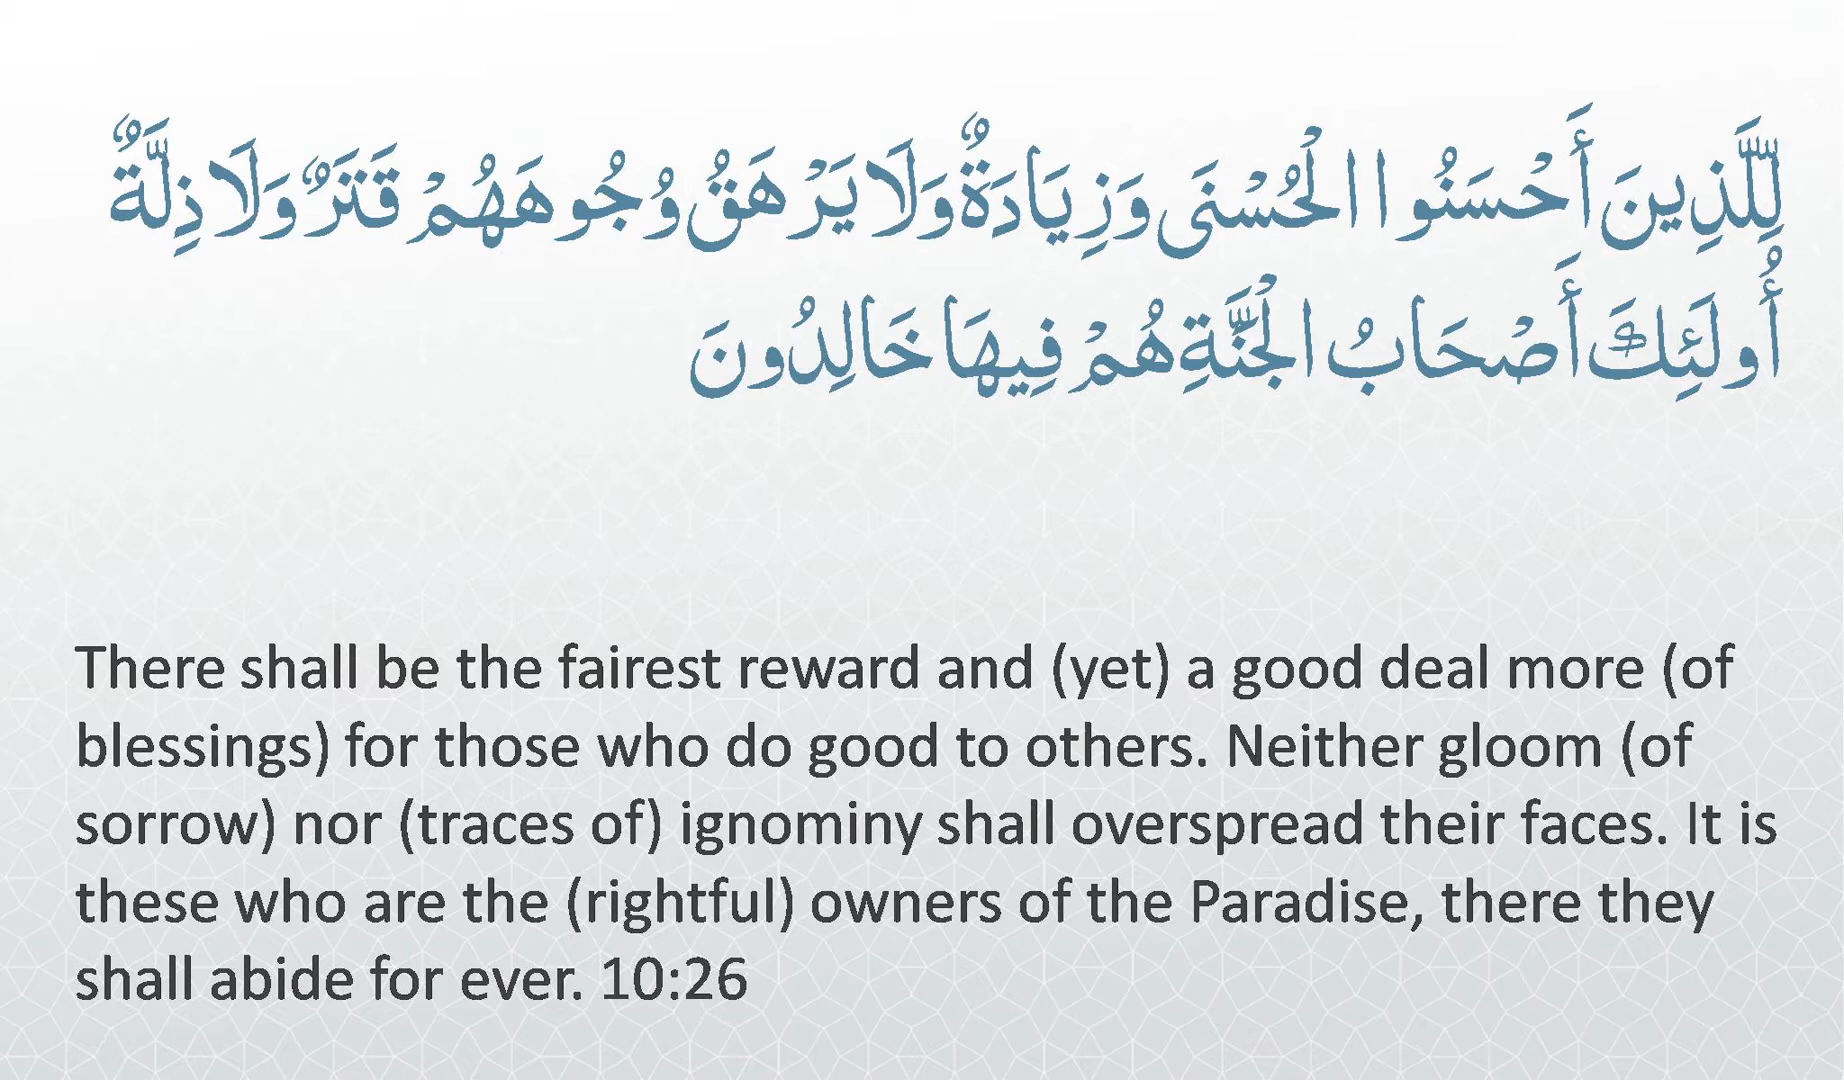 لِلَّذِينَ أَحْسَنُوا الْحُسْنَى وَزِيَادَةٌ وَلَا يَرْهَقُ وُجُوهَهُمْ قَتَرٌ وَلَا ذِلَّةٌ
أُولَئِكَ أَصْحَابُ الْجَنَّةِ هُمْ فِيهَا خَالِدُونَ
There shall be the fairest reward and (yet) a good deal more (of
blessings) for those who do good to others. Neither gloom (of
sorrow) nor (traces of) ignominy shall overspread their faces. It is
these who are the (rightful) owners of the Paradise, there they
shall abide for ever. 10:26